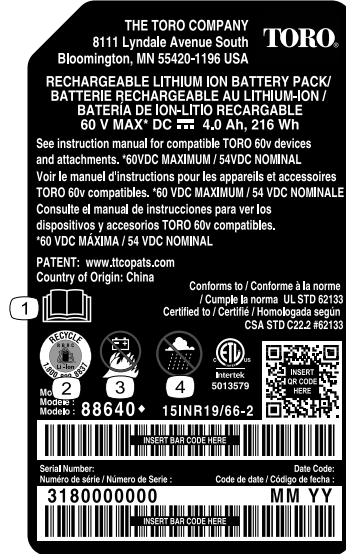 THE TORO COMPANY
8111 Lyndale Avenue South
Bloomington, MN 55420-1196 USA
TORO®
RECHARGEABLE LITHIUM ION BATTERY PACK/
BATTERIE RECHARGEABLE AU LITHIUM-ION /
BATERÍA DE ION-LITIO RECARGABLE
60 V MAX* DC 4.0 Ah, 216 Wh
See instruction manual for compatible TORO 60v devices
and attachments. *60VDC MAXIMUM / 54VDC NOMINAL
Voir le manuel d'instructions pour les appareils et accessoires
TORO 60v compatibles. *60 VDC MAXIMUM / 54 VDC NOMINALE
Consulte el manual de instrucciones para ver los
dispositivos y accesorios TORO 60v compatibles.
*60 VDC MÁXIMA / 54 VDC NOMINAL
PATENT: www.ttcopats.com
Country of Origin: China
Conforms to / Conforme à la norme
/ Cumple la norma UL STD 62133
Certified to / Certifié / Homologada según
CSA STD C22.2 #62133
1
RECYCLE
RBRC
Li-Ion
1.800.822.8837
2
3
4
ETL
C US
Intertek
5013579
INSERT
QR CODE
HERE
Modèle :
Modelo : 88640♦ 15INR19/66-2
INSERT BAR CODE HERE
Serial Number: Date Code:
Numéro de série / Número de Serie : Code de date / Código de fecha :
3180000000 MM YY
INSERT BAR CODE HERE